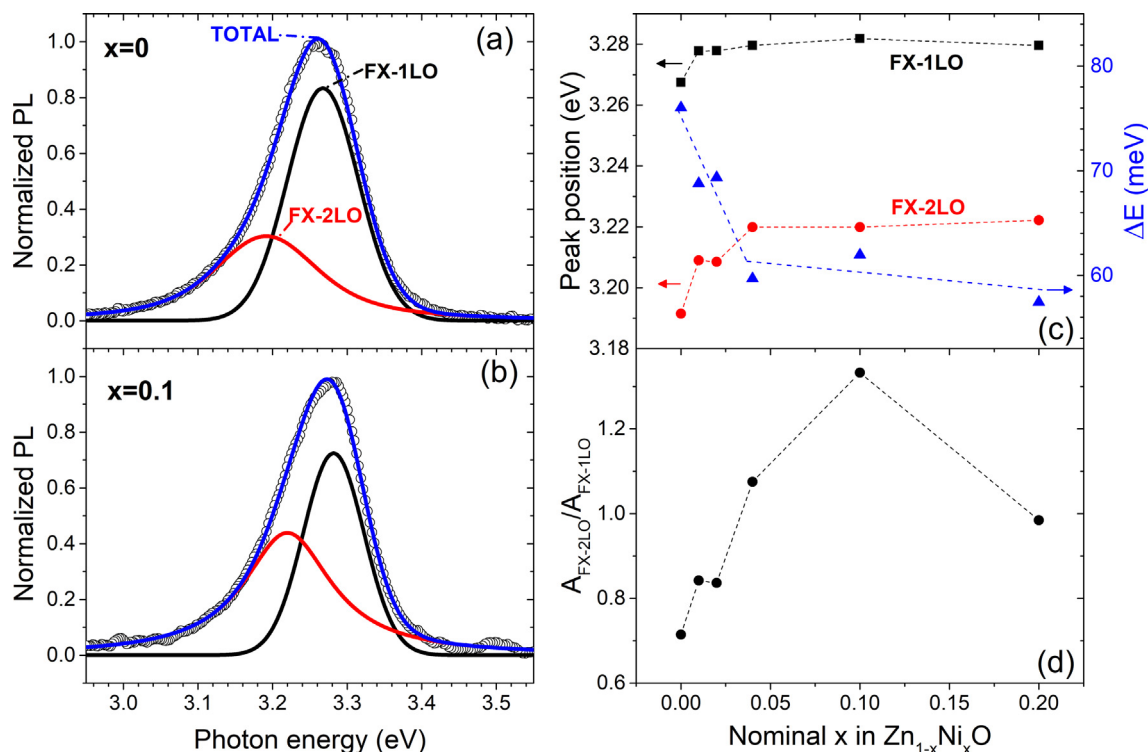 x=0
TOTAL
(a)
FX-1LO
FX-2LO
Normalized PL
1.0
0.8
0.6
0.4
0.2
0.0
x=0.1
(b)
Normalized PL
1.0
0.8
0.6
0.4
0.2
0.0
3.0 3.1 3.2 3.3 3.4 3.5
Photon energy (eV)
Peak position (eV)
3.28
3.26
3.24
3.22
3.20
3.18
FX-1LO
FX-2LO
80
70
60
ΔE (meV)
(c)
A_FX-2LO/A_FX-1LO
1.2
1.0
0.8
0.6
(d)
0.00 0.05 0.10 0.15 0.20
Nominal x in Zn1-xNixO